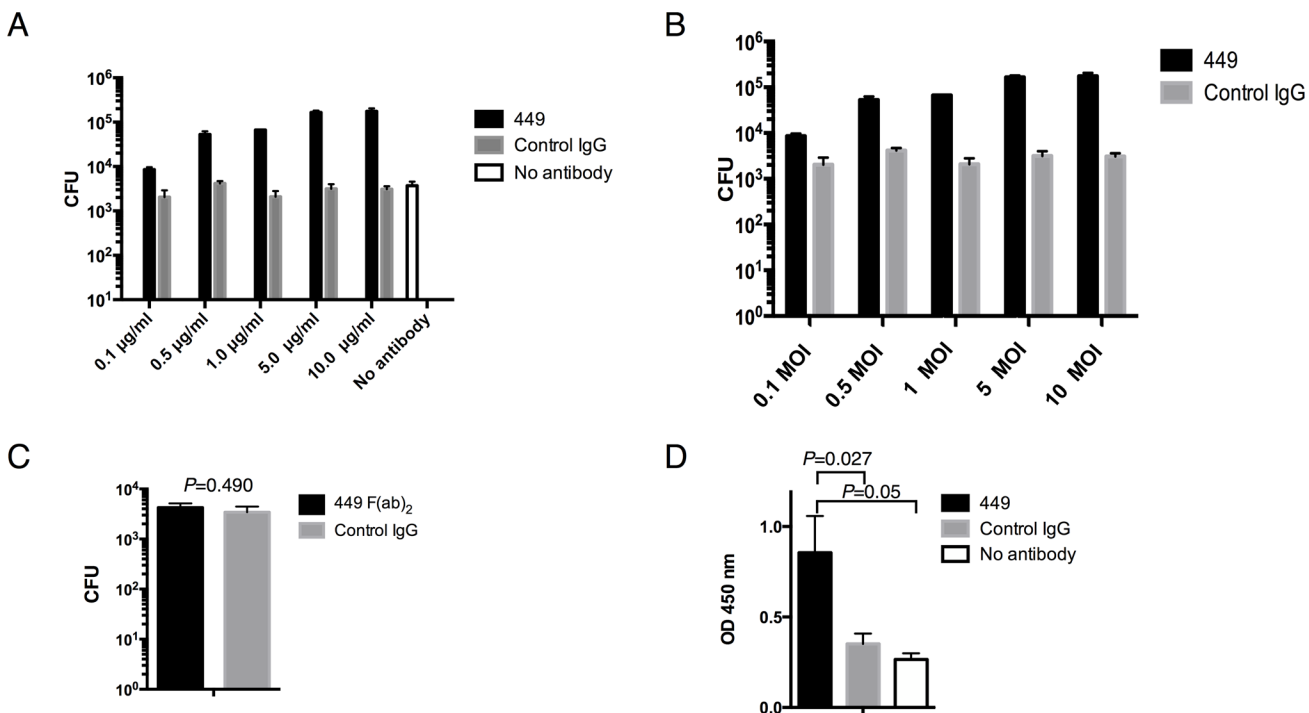 A
10⁶
10⁵
10⁴
10³
10²
10¹
CFU
0.1 µg/ml
0.5 µg/ml
1.0 µg/ml
5.0 µg/ml
10.0 µg/ml
No antibody
449
Control IgG
No antibody
B
10⁶
10⁵
10⁴
10³
10²
10¹
10⁰
CFU
0.1 MOI
0.5 MOI
1 MOI
5 MOI
10 MOI
449
Control IgG
C
P=0.490
10⁴
10³
10²
10¹
10⁰
CFU
449 F(ab)₂
Control IgG
D
P=0.027
P=0.05
1.0
0.5
0.0
OD 450 nm
449
Control IgG
No antibody